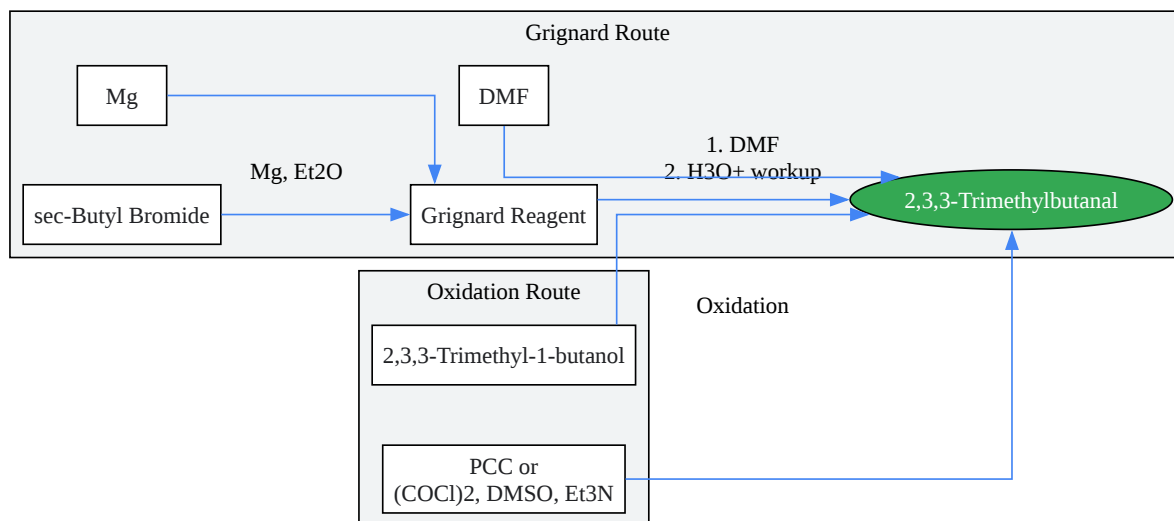 Grignard Route
Mg
DMF
Mg, Et2O
1. DMF
2. H3O+ workup
sec-Butyl Bromide
Grignard Reagent
2,3,3-Trimethylbutanal
Oxidation Route
Oxidation
2,3,3-Trimethyl-1-butanol
PCC or
(COCl)2, DMSO, Et3N